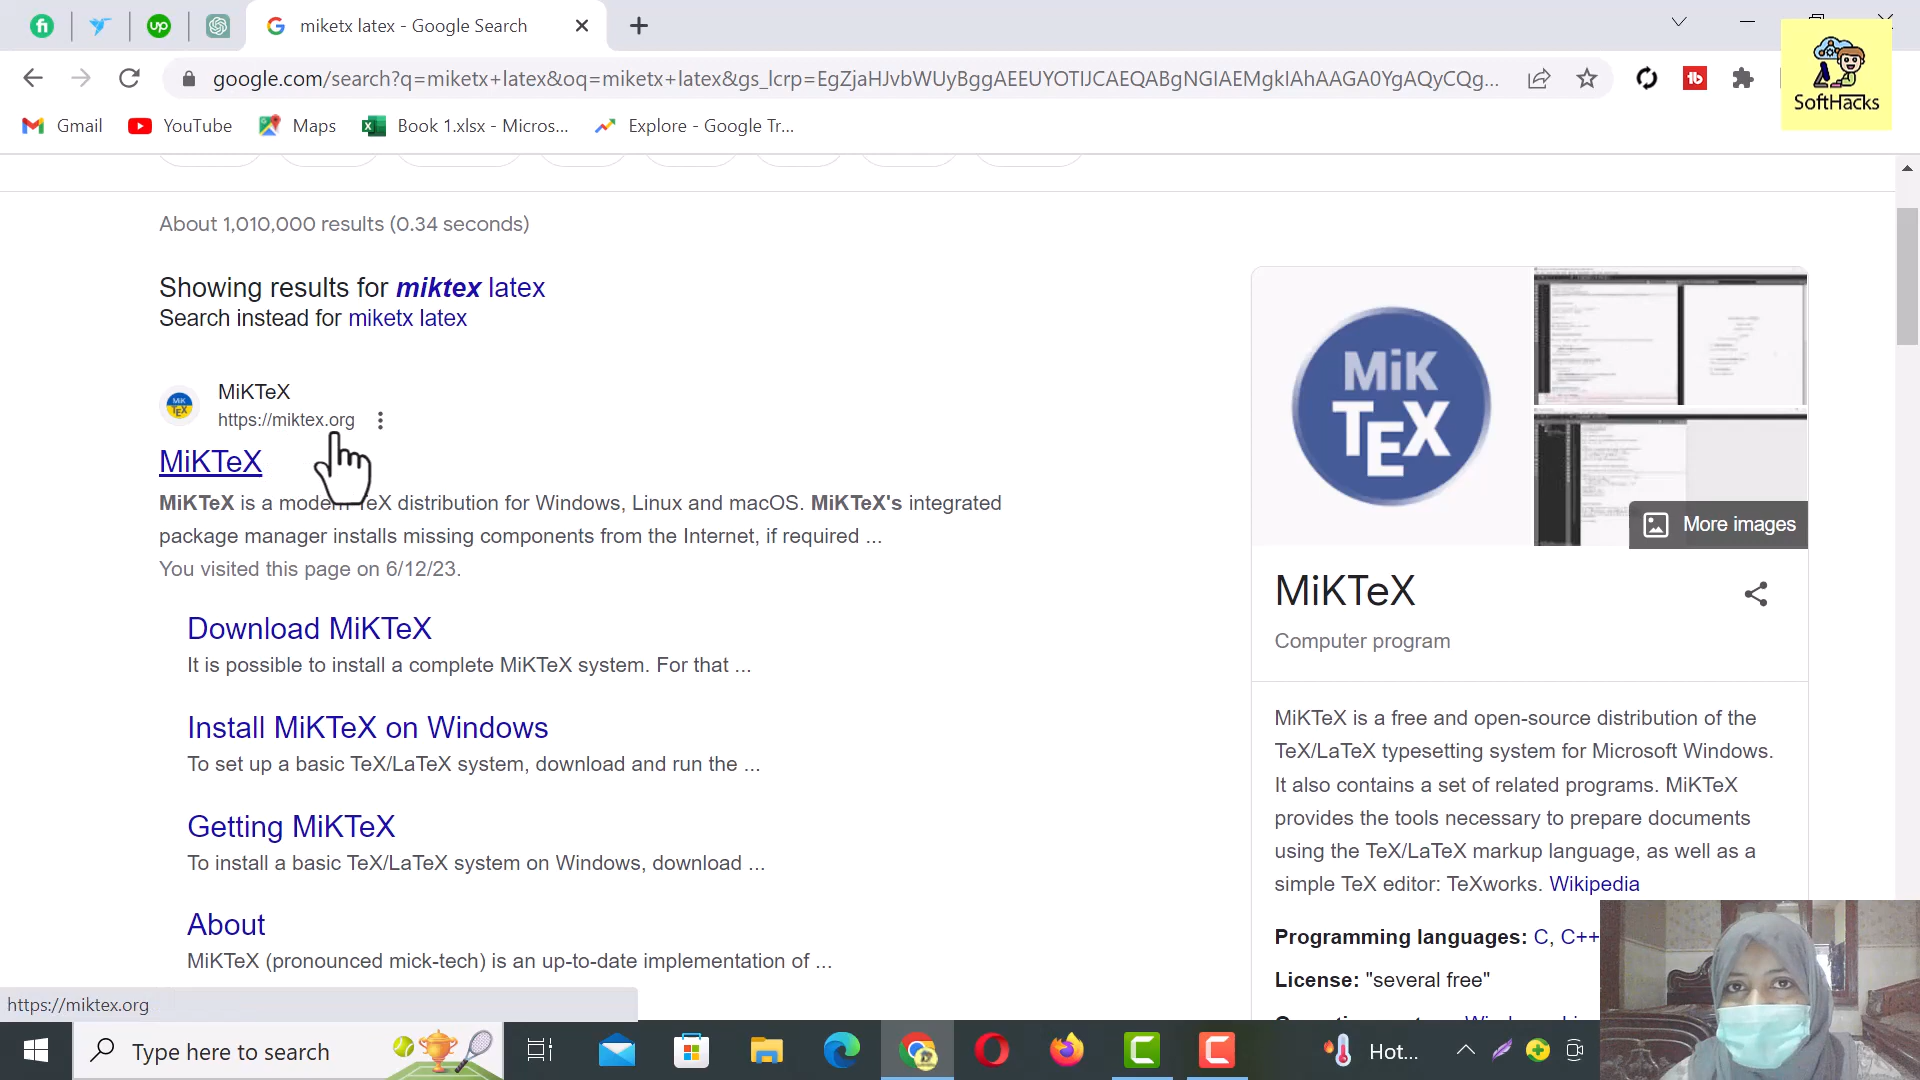 miketx latex - Google Search
google.com/search?q=miketx+latex&oq=miketx+latex&gs_lcrp=EgZjaHJvbWUyBggAEEUYOTIJCAEQABgNGIAEMgkIAhAAGA0YgAQyCQg...
SoftHacks
Gmail
YouTube
Maps
Book 1.xlsx - Micros...
Explore - Google Tr...
About 1,010,000 results (0.34 seconds)
Showing results for miktex latex
Search instead for miketx latex
MiKTeX
https://miktex.org
MiKTeX
MiKTeX is a modern TeX distribution for Windows, Linux and macOS. MiKTeX's integrated
package manager installs missing components from the Internet, if required ...
You visited this page on 6/12/23.
Download MiKTeX
It is possible to install a complete MiKTeX system. For that ...
Install MiKTeX on Windows
To set up a basic TeX/LaTeX system, download and run the ...
Getting MiKTeX
To install a basic TeX/LaTeX system on Windows, download ...
About
MiKTeX (pronounced mick-tech) is an up-to-date implementation of ...
MiK
TEX
More images
MiKTeX
Computer program
MiKTeX is a free and open-source distribution of the
TeX/LaTeX typesetting system for Microsoft Windows.
It also contains a set of related programs. MiKTeX
provides the tools necessary to prepare documents
using the TeX/LaTeX markup language, as well as a
simple TeX editor: TeXworks. Wikipedia
Programming languages: C, C++
License: "several free"
https://miktex.org
Type here to search
Hot...